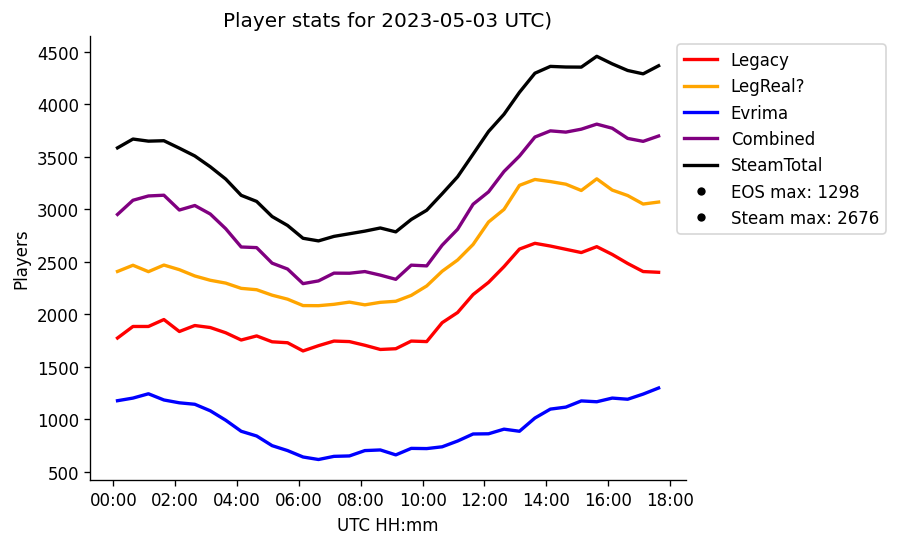 Player stats for 2023-05-03 UTC)
Players
4500
4000
3500
3000
2500
2000
1500
1000
500
00:00 02:00 04:00 06:00 08:00 10:00 12:00 14:00 16:00 18:00
UTC HH:mm
Legacy
LegReal?
Evrima
Combined
SteamTotal
EOS max: 1298
Steam max: 2676